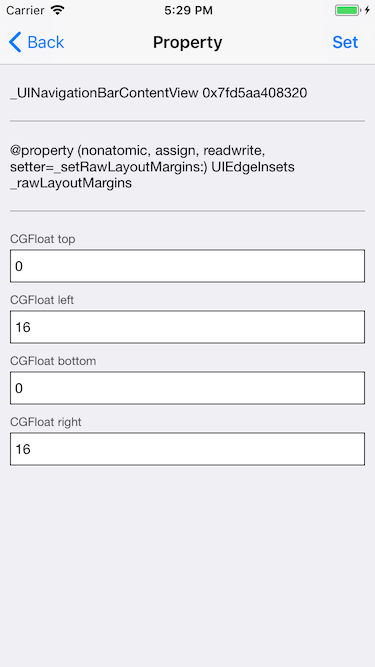 Carrier 5:29 PM
Back Property Set
_UINavigationBarContentView 0x7fd5aa408320
@property (nonatomic, assign, readwrite,
setter=_setRawLayoutMargins:) UIEdgeInsets
_rawLayoutMargins
CGFloat top
0
CGFloat left
16
CGFloat bottom
0
CGFloat right
16